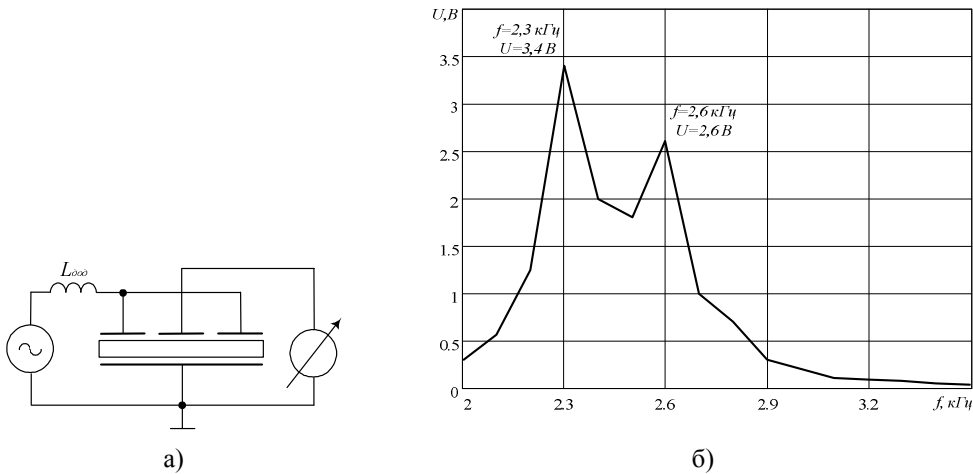 U,В
f=2,3 кГц
U=3,4 В
3.5
3
f=2,6 кГц
U=2,6 В
2.5
2
1.5
Lдод
1
0.5
0
2
2.3
2.6
2.9
3.2
f, кГц
а)
б)